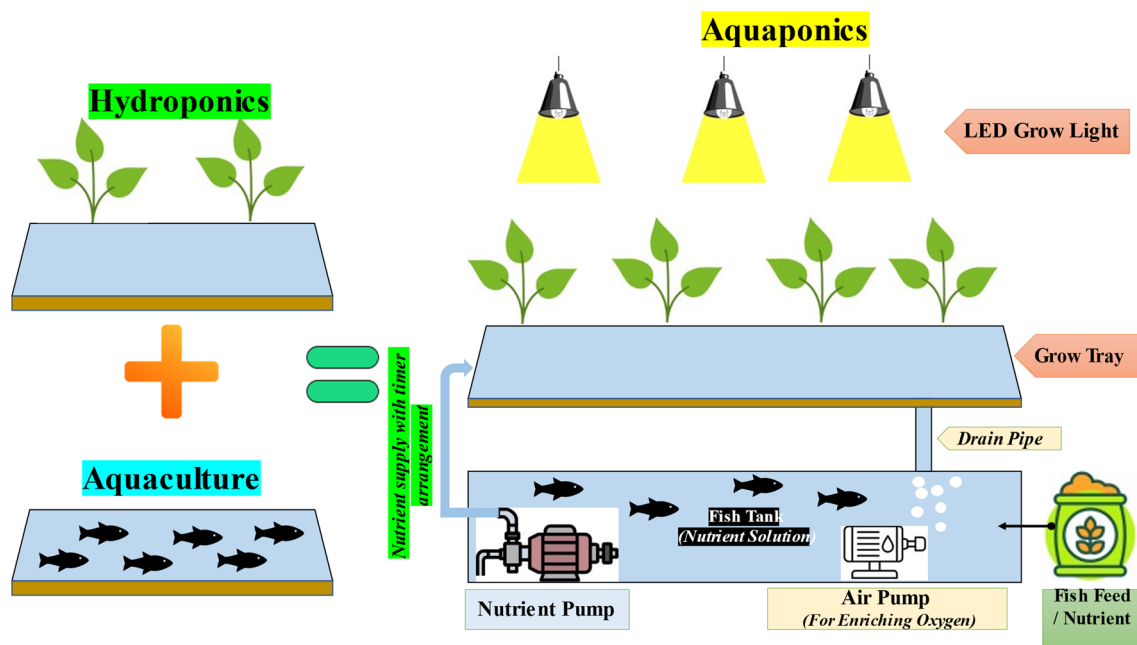 Aquaponics
Hydroponics
LED Grow Light
Grow Tray
Nutrient supply with timer
arrangement
Drain Pipe
Aquaculture
Fish Tank
(Nutrient Solution)
Nutrient Pump
Air Pump
(For Enriching Oxygen)
Fish Feed
/ Nutrient